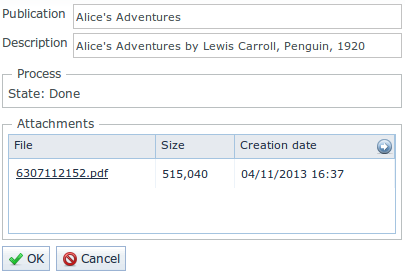 Publication Alice's Adventures
Description Alice's Adventures by Lewis Carroll, Penguin, 1920
Process
State: Done
Attachments
File Size Creation date
6307112152.pdf 515,040 04/11/2013 16:37
OK Cancel